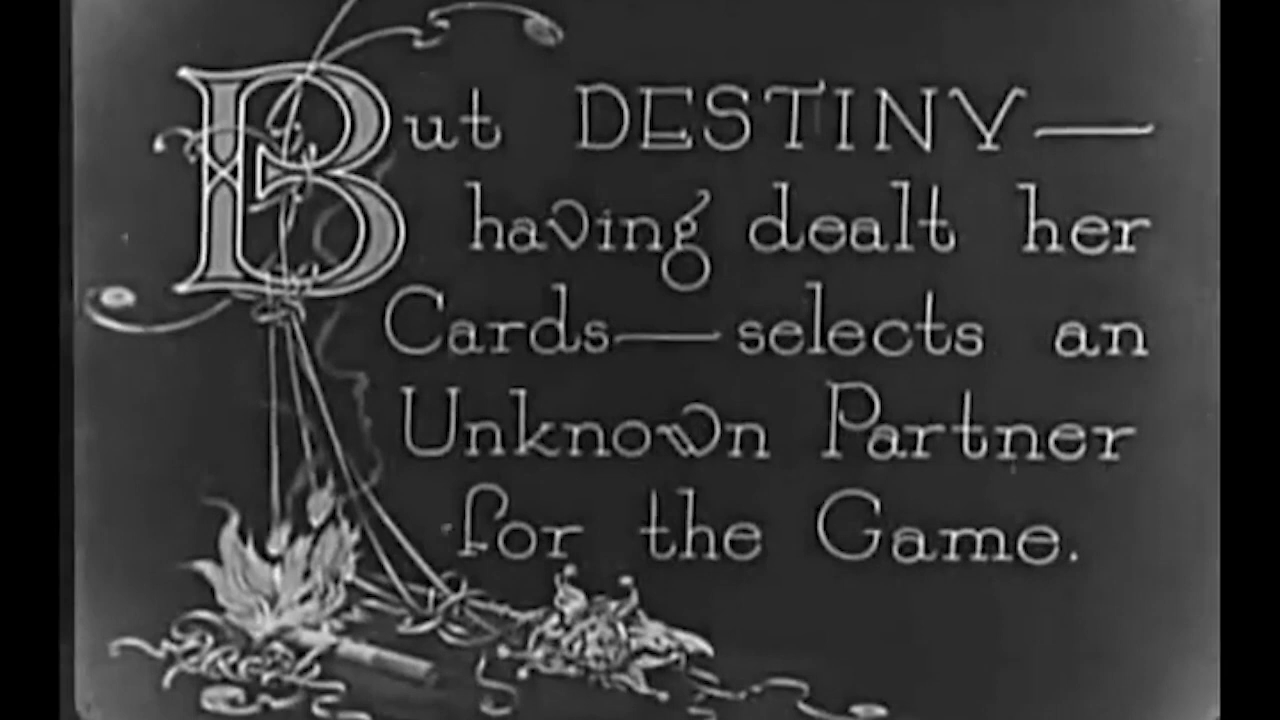 But DESTINY—
having dealt her
Cards—selects an
Unknown Partner
for the Game.